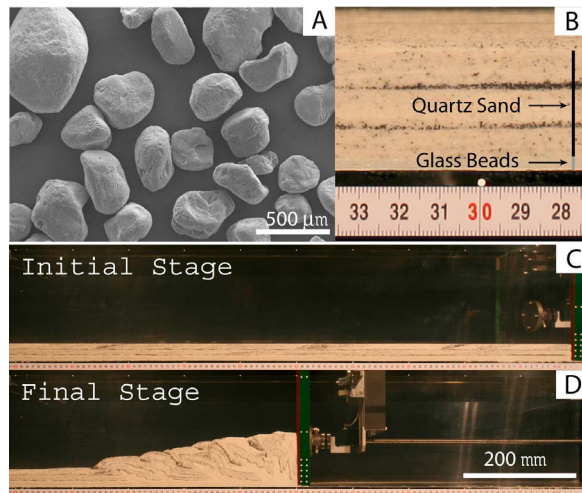 A
500 µm
B
Quartz Sand
Glass Beads
33 32 31 30 29 28
Initial Stage
C
Final Stage
D
200 mm